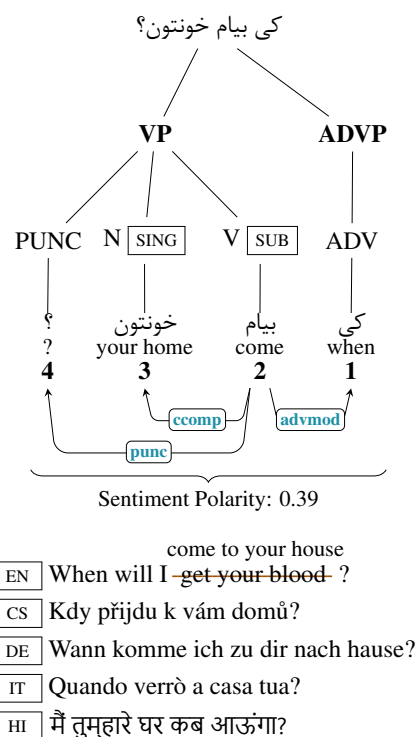 کی بیام خونتون؟
VP ADVP
PUNC N SING V SUB ADV
؟ خونتون بیام کی
? your home come when
4 3 2 1
ccomp advmod
punc
Sentiment Polarity: 0.39
come to your house
EN When will I get your blood ?
CS Kdy přijdu k vám domů?
DE Wann komme ich zu dir nach hause?
IT Quando verrò a casa tua?
HI मैं तुम्हारे घर कब आऊंगा?